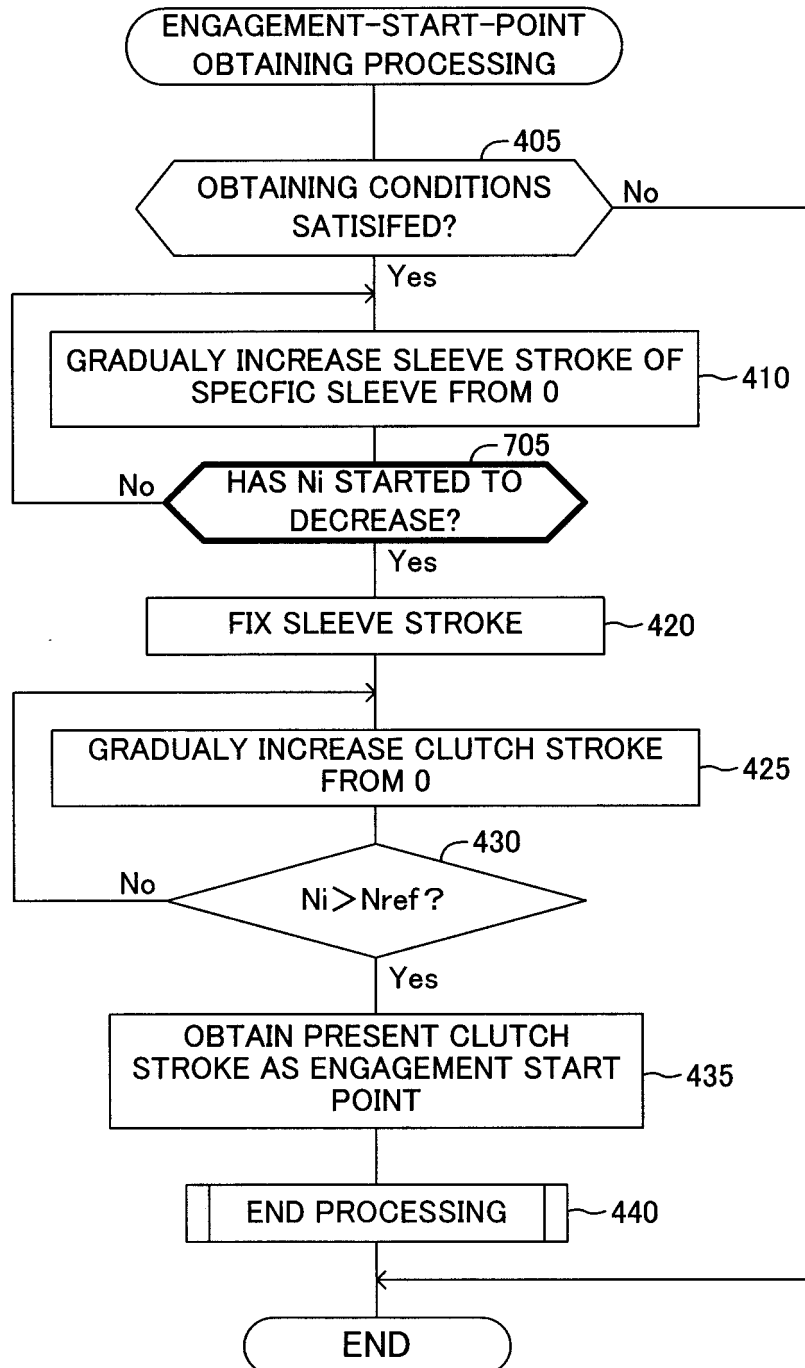 ENGAGEMENT-START-POINT
OBTAINING PROCESSING
405
OBTAINING CONDITIONS
SATISIFED?
No
Yes
GRADUALY INCREASE SLEEVE STROKE OF
SPECFIC SLEEVE FROM 0
410
705
HAS Ni STARTED TO
DECREASE?
No
Yes
FIX SLEEVE STROKE
420
GRADUALY INCREASE CLUTCH STROKE
FROM 0
425
430
Ni>Nref?
No
Yes
OBTAIN PRESENT CLUTCH
STROKE AS ENGAGEMENT START
POINT
435
END PROCESSING
440
END